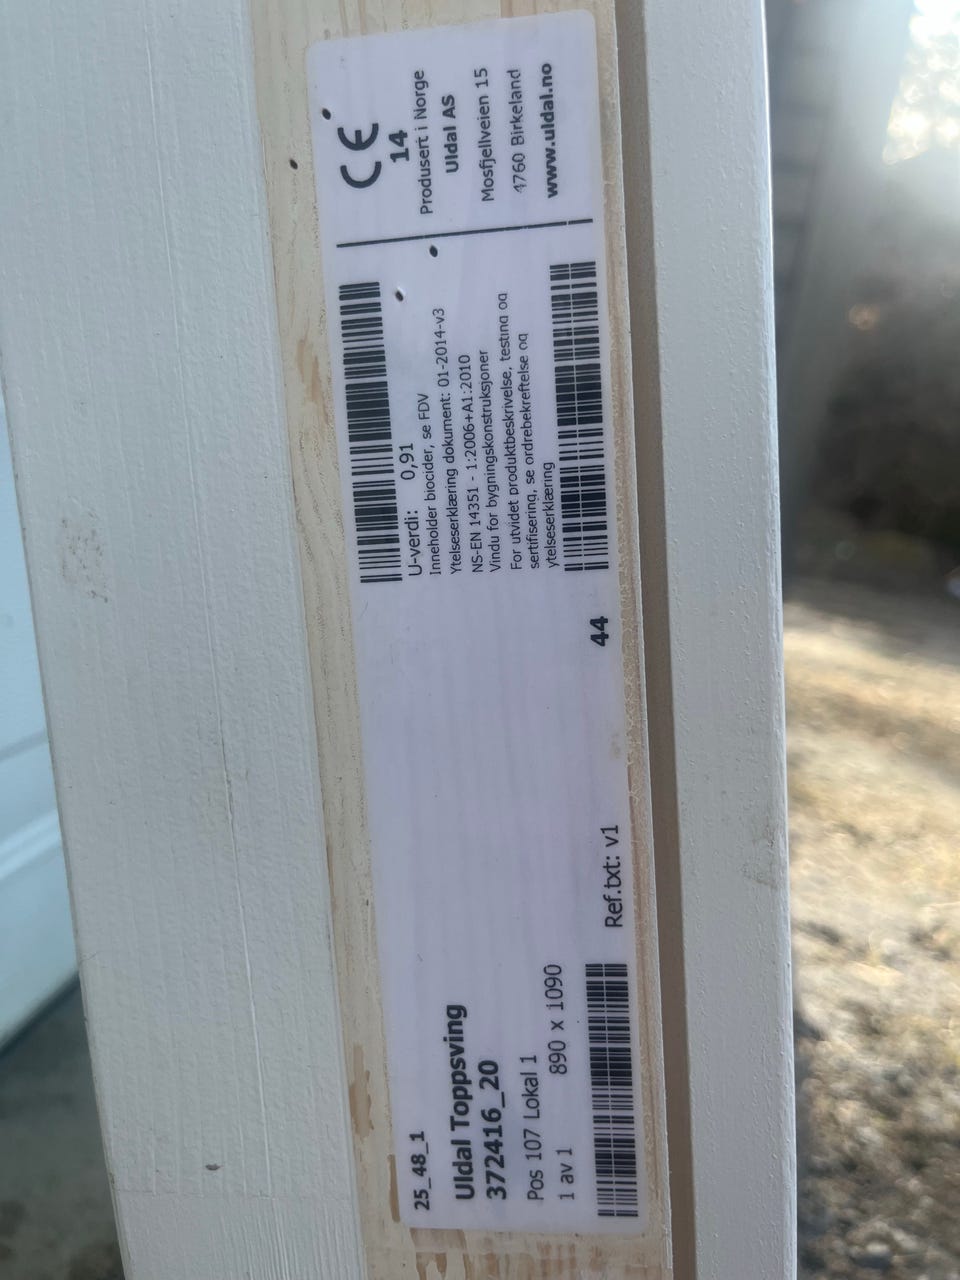 25_48_1
Uldal Toppsving
372416_20
Pos 107 Lokal 1
1 av 1 890 x 1090
Ref.txt: v1
44
U-verdi: 0,91
Inneholder biocider, se FDV
Ytelseserklæring dokument: 01-2014-v3
NS-EN 14351 - 1:2006+A1:2010
Vindu for bygningskonstruksjoner
For utvidet produktbeskrivelse, testing og
sertifisering, se ordrebekreftelse og
ytelseserklæring
CE
14
Produsert i Norge
Uldal AS
Mosfjellveien 15
4760 Birkeland
www.uldal.no